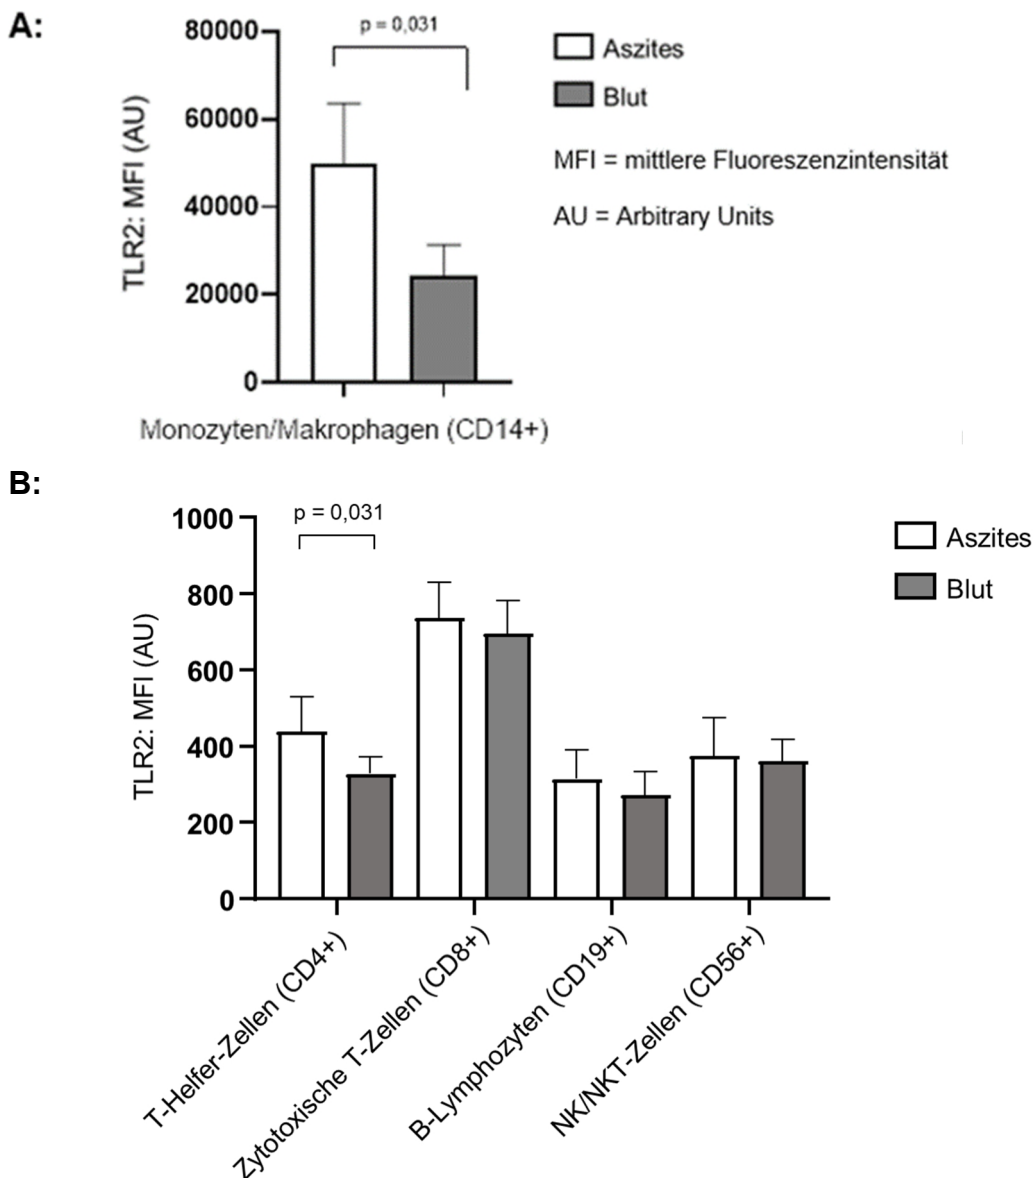 A:
p = 0,031
80000
60000
40000
20000
0
TLR2: MFI (AU)
Aszites
Blut
MFI = mittlere Fluoreszenzintensität
AU = Arbitrary Units
Monozyten/Makrophagen (CD14+)
B:
p = 0,031
1000
800
600
400
200
0
TLR2: MFI (AU)
Aszites
Blut
T-Helfer-Zellen (CD4+)
Zytotoxische T-Zellen (CD8+)
B-Lymphozyten (CD19+)
NK/NKT-Zellen (CD56+)